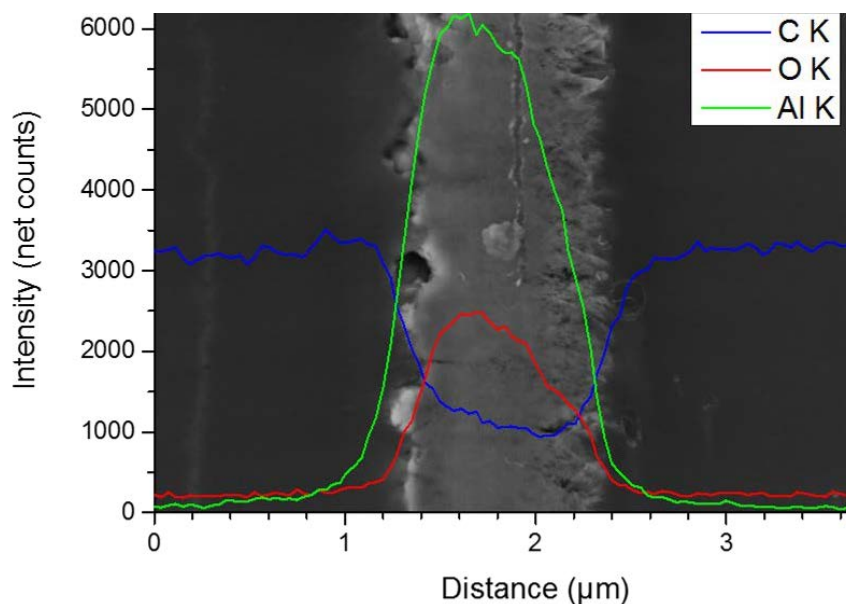 6000
5000
4000
3000
2000
1000
0
Intensity (net counts)
0 1 2 3
Distance (µm)
C K
O K
Al K